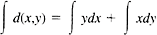 ∫ d(x,y) = ∫ ydx + ∫ xdy